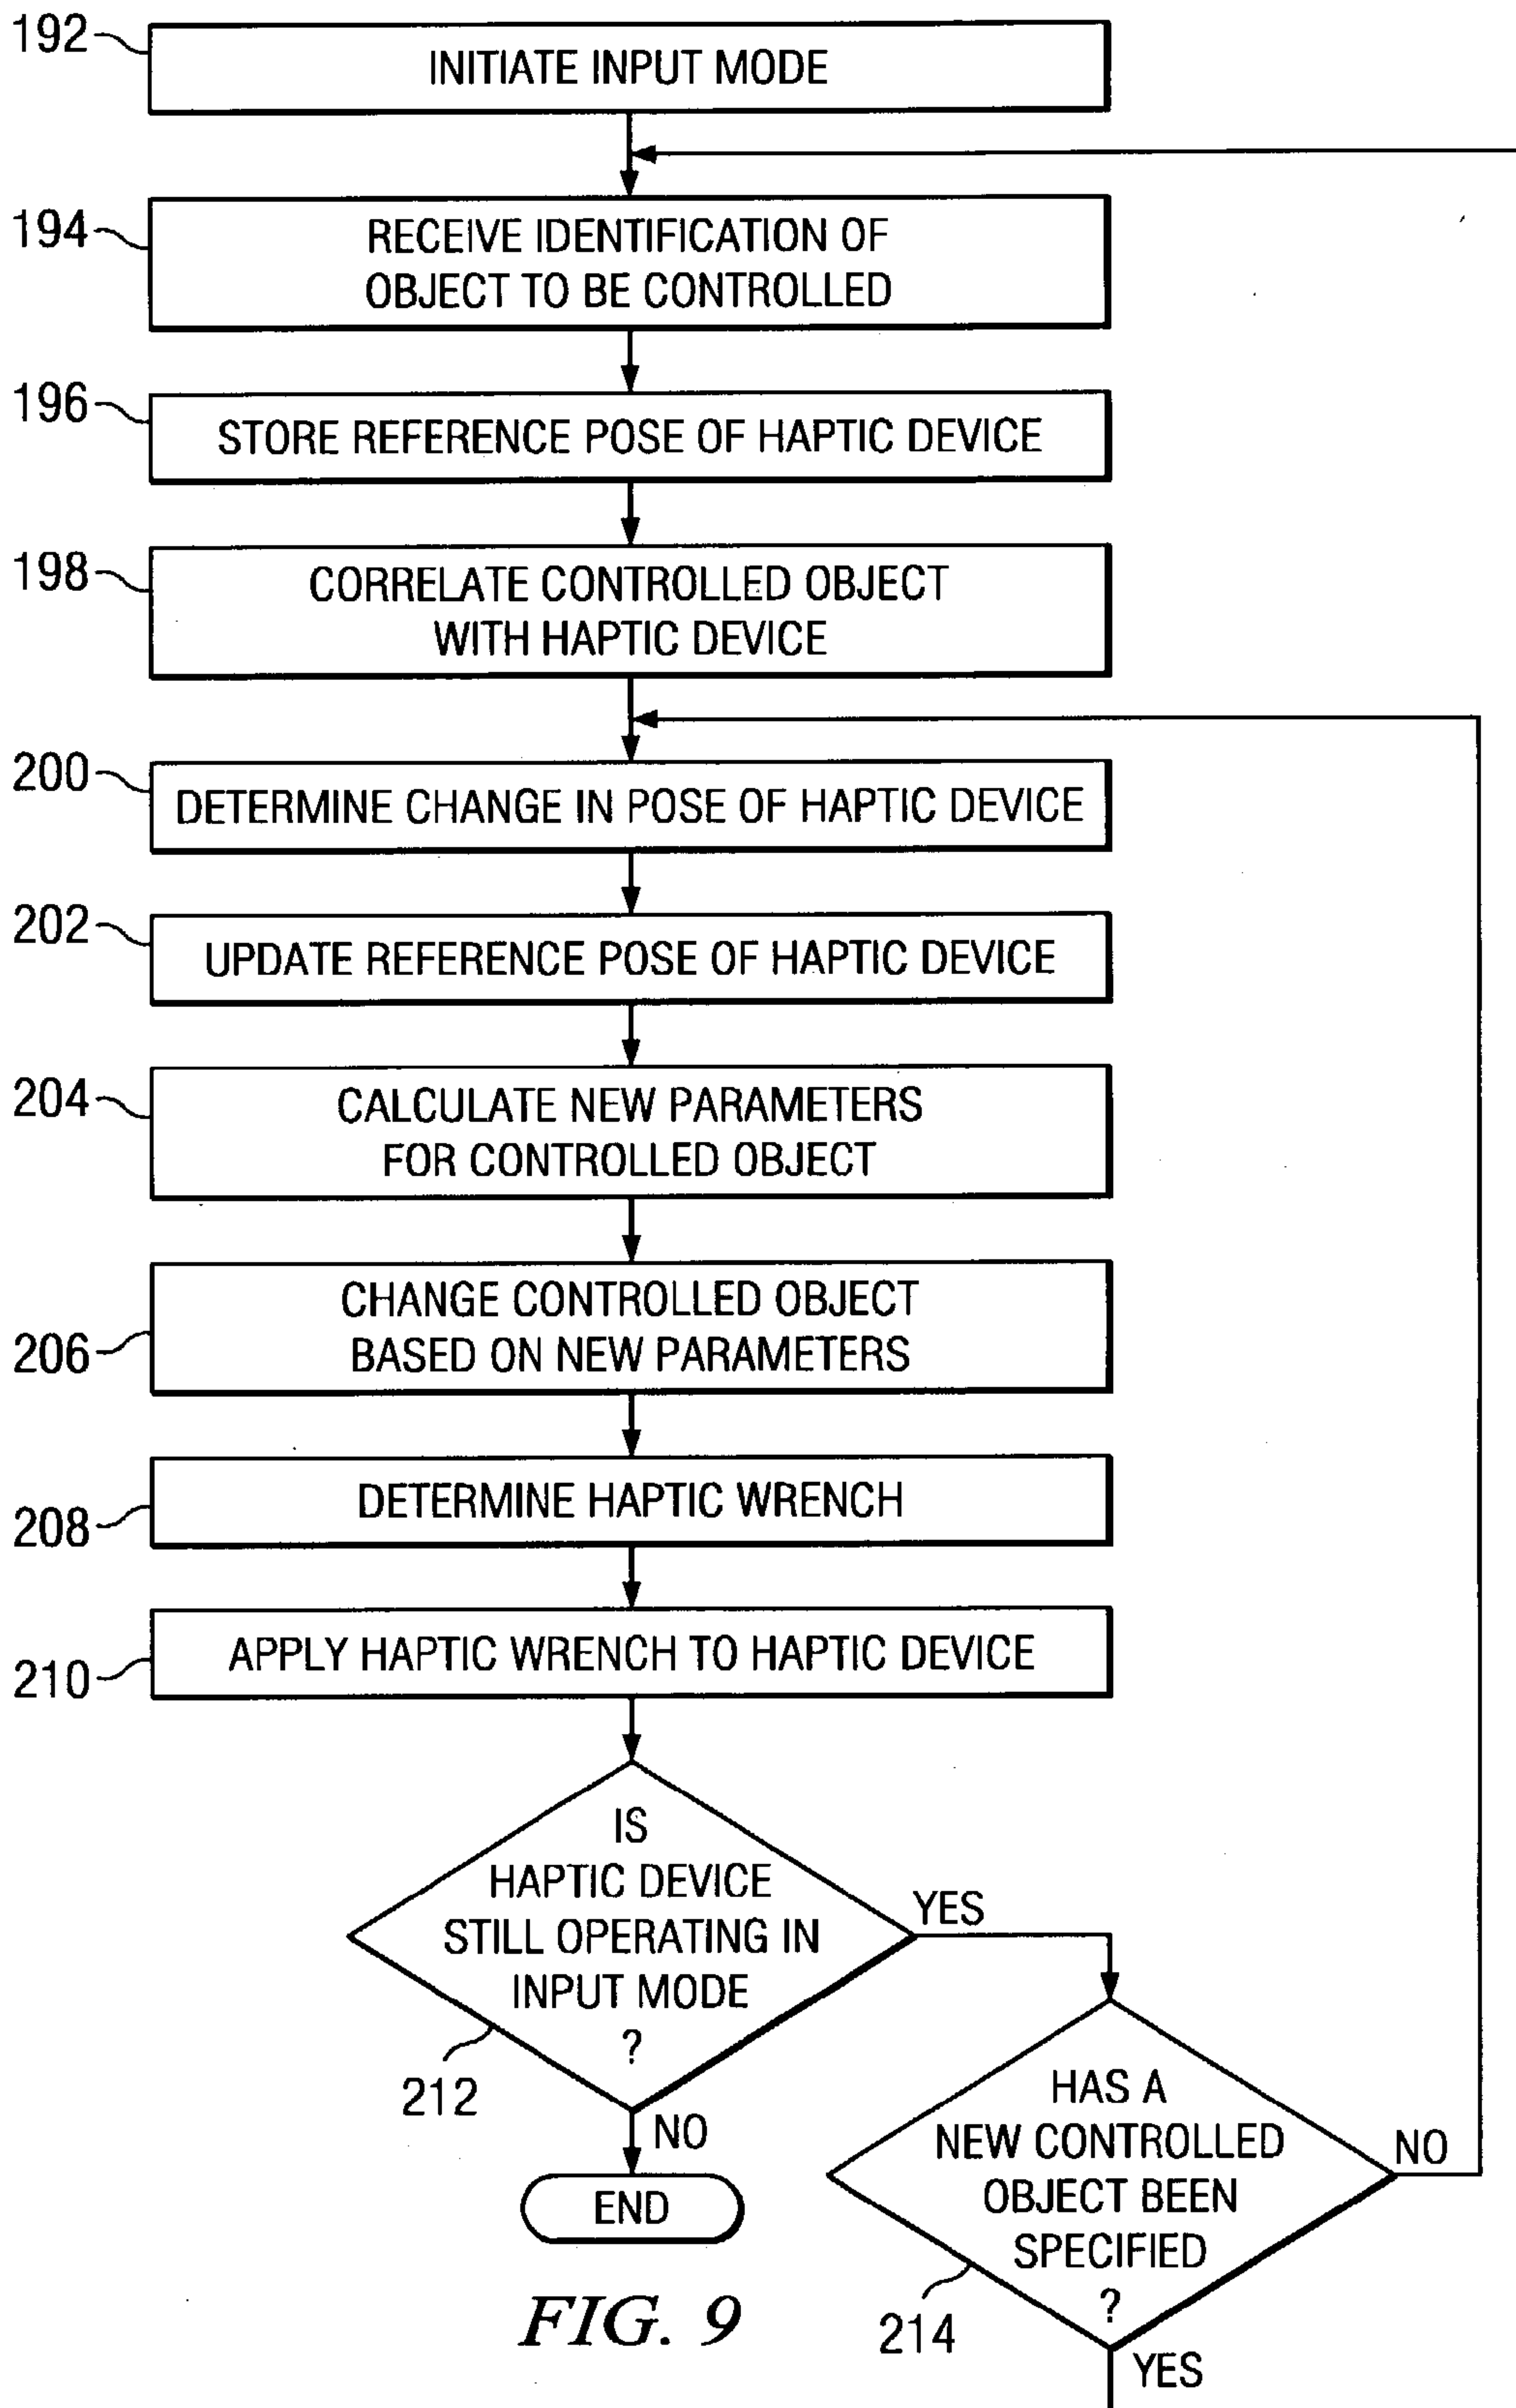 192
INITIATE INPUT MODE
194
RECEIVE IDENTIFICATION OF
OBJECT TO BE CONTROLLED
196
STORE REFERENCE POSE OF HAPTIC DEVICE
198
CORRELATE CONTROLLED OBJECT
WITH HAPTIC DEVICE
200
DETERMINE CHANGE IN POSE OF HAPTIC DEVICE
202
UPDATE REFERENCE POSE OF HAPTIC DEVICE
204
CALCULATE NEW PARAMETERS
FOR CONTROLLED OBJECT
206
CHANGE CONTROLLED OBJECT
BASED ON NEW PARAMETERS
208
DETERMINE HAPTIC WRENCH
210
APPLY HAPTIC WRENCH TO HAPTIC DEVICE
IS
HAPTIC DEVICE
STILL OPERATING IN
INPUT MODE
?
212
YES
NO
END
HAS A
NEW CONTROLLED
OBJECT BEEN
SPECIFIED
?
214
NO
YES
FIG. 9